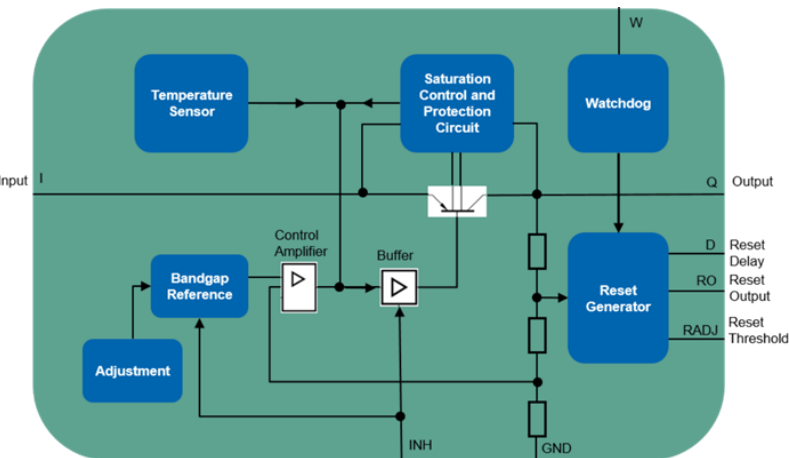 W
Temperature
Sensor
Saturation
Control and
Protection
Circuit
Watchdog
Input I
Q Output
Control
Amplifier
Buffer
Bandgap
Reference
Reset
Generator
D Reset
Delay
RO Reset
Output
RADJ Reset
Threshold
Adjustment
INH
GND